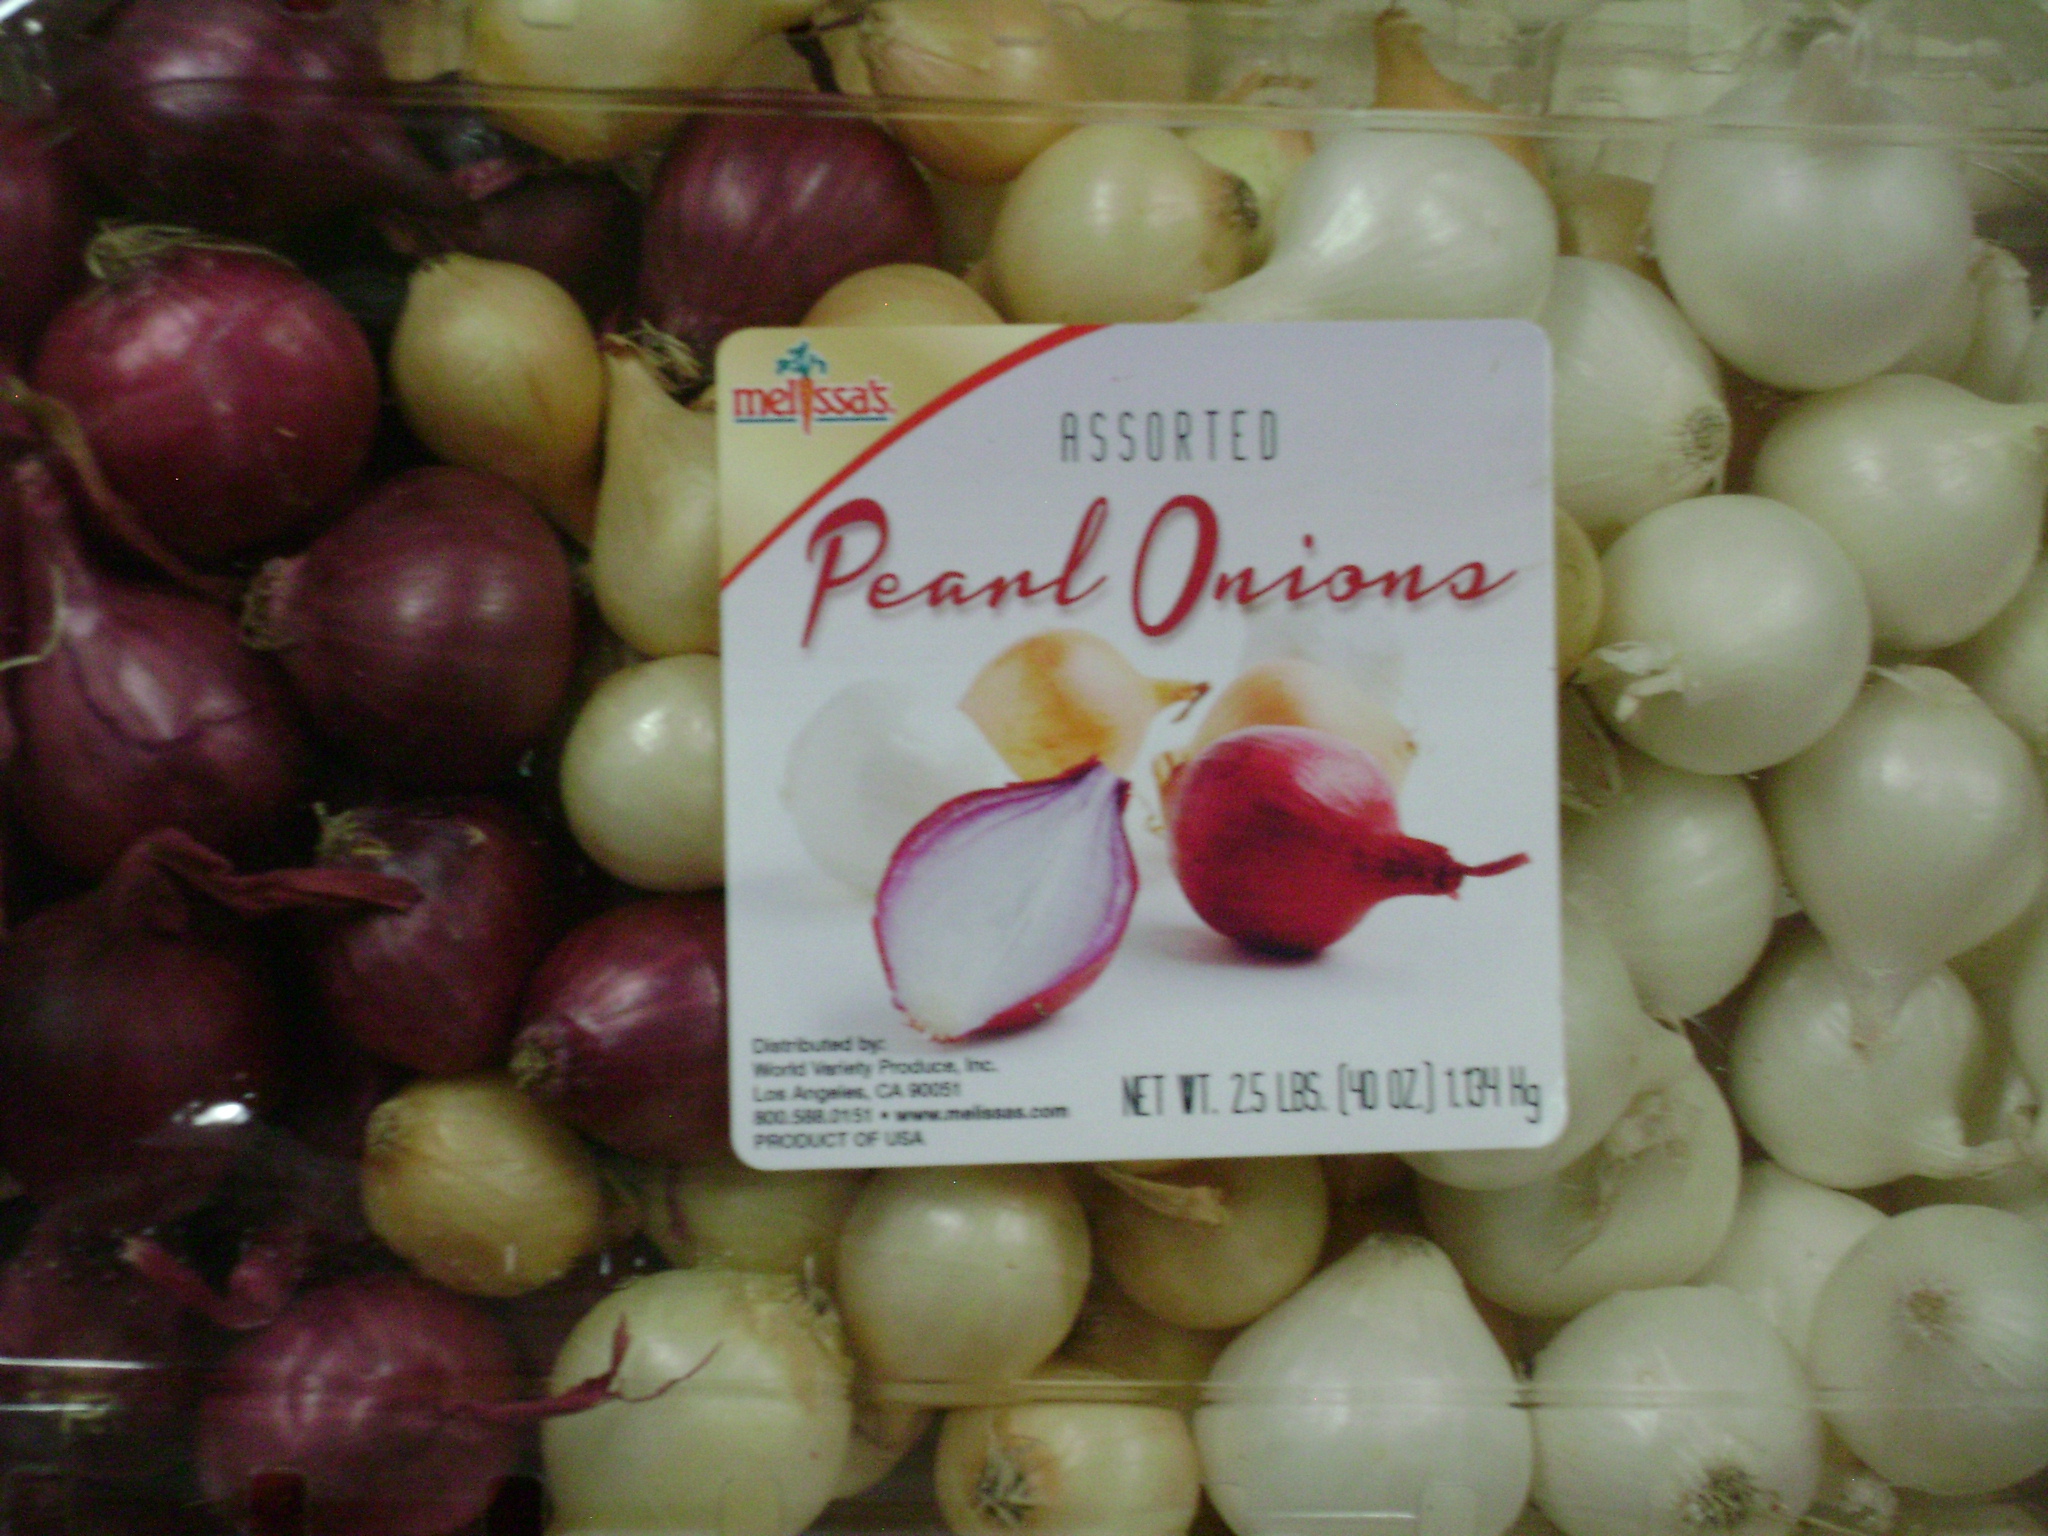 melissa's
ASSORTED
Pearl Onions
Distributed by:
World Variety Produce, Inc.
Los Angeles, CA 90051
800.588.0151 • www.melissas.com
PRODUCT OF USA
NET WT. 2.5 LBS. (40 OZ.) 1.134 Kg